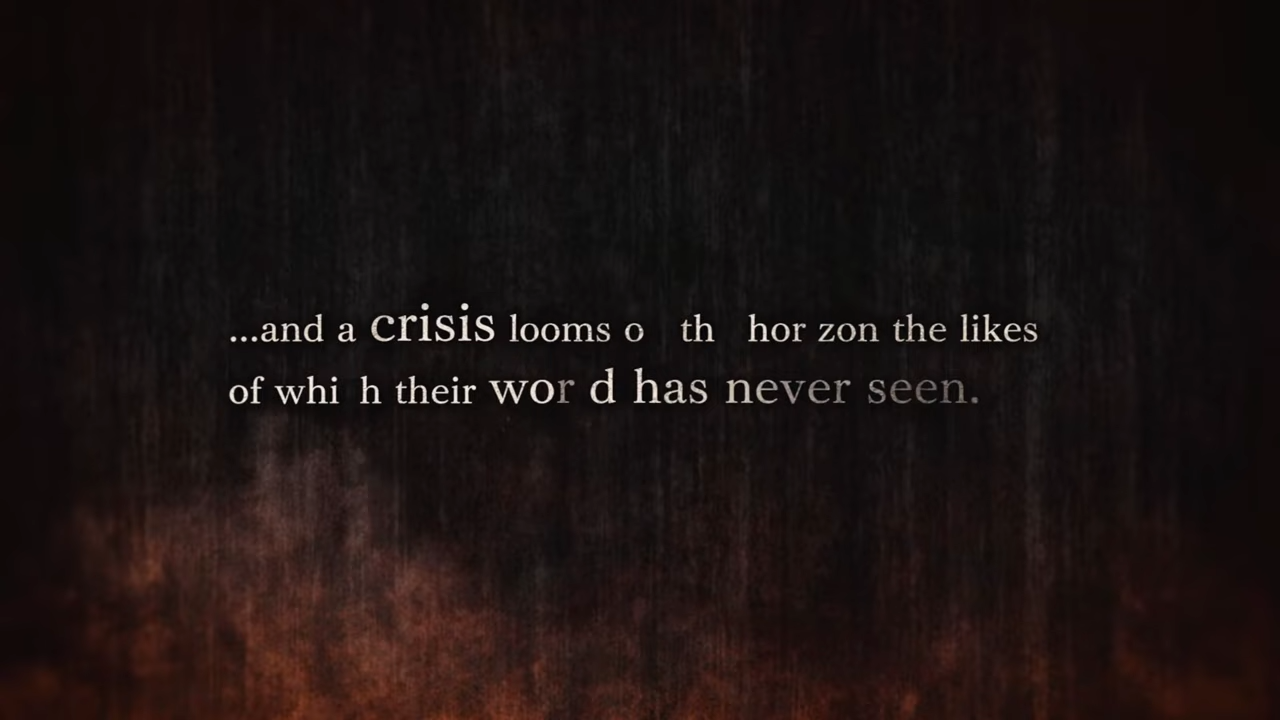 ...and a crisis looms o th hor zon the likes
of whi h their wor d has never seen.